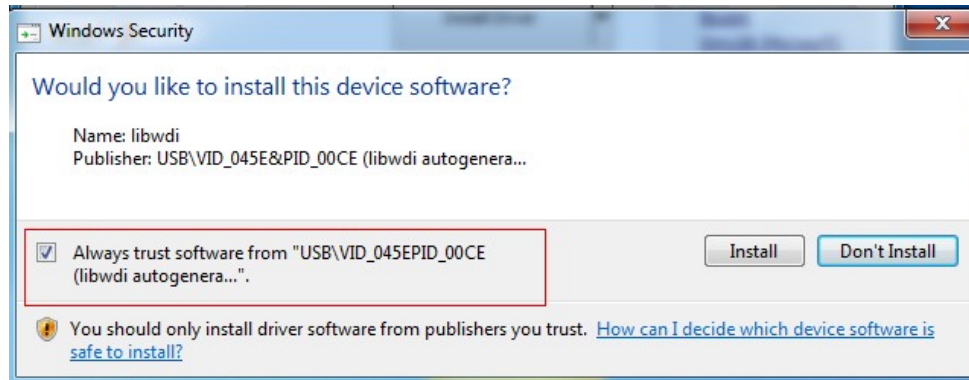 Windows Security
Would you like to install this device software?
Name: libwdi
Publisher: USB\VID_045E&PID_00CE (libwdi autogenera...
Always trust software from "USB\VID_045EPID_00CE
(libwdi autogenera...".
Install
Don't Install
You should only install driver software from publishers you trust. How can I decide which device software is
safe to install?